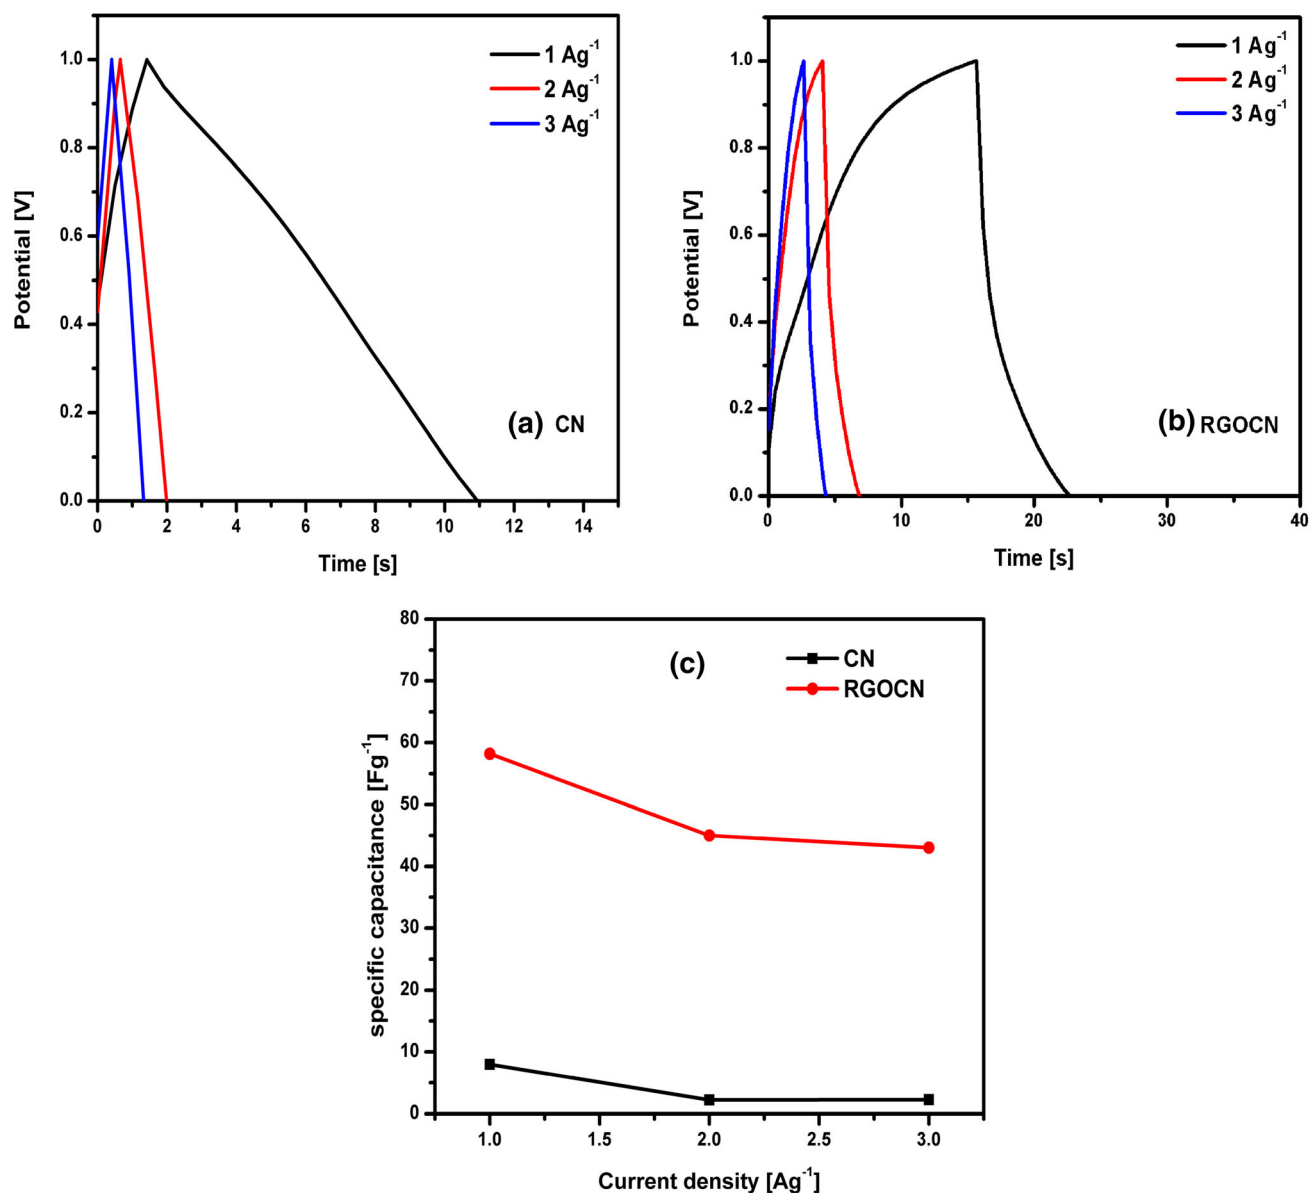 1 Ag⁻¹
2 Ag⁻¹
3 Ag⁻¹
1.0
0.8
0.6
0.4
0.2
0.0
Potential [V]
(a) CN
0 2 4 6 8 10 12 14
Time [s]
1 Ag⁻¹
2 Ag⁻¹
3 Ag⁻¹
1.0
0.8
0.6
0.4
0.2
0.0
Potential [V]
(b) RGOCN
0 10 20 30 40
Time [s]
80
70
60
50
40
30
20
10
0
specific capacitance [Fg⁻¹]
(c)
CN
RGOCN
1.0 1.5 2.0 2.5 3.0
Current density [Ag⁻¹]